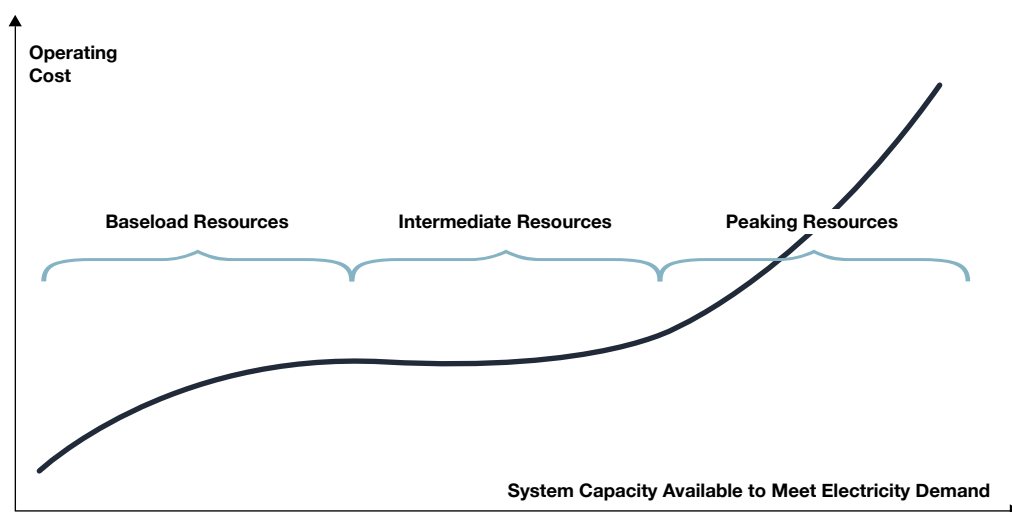 Operating
Cost
Baseload Resources
Intermediate Resources
Peaking Resources
System Capacity Available to Meet Electricity Demand